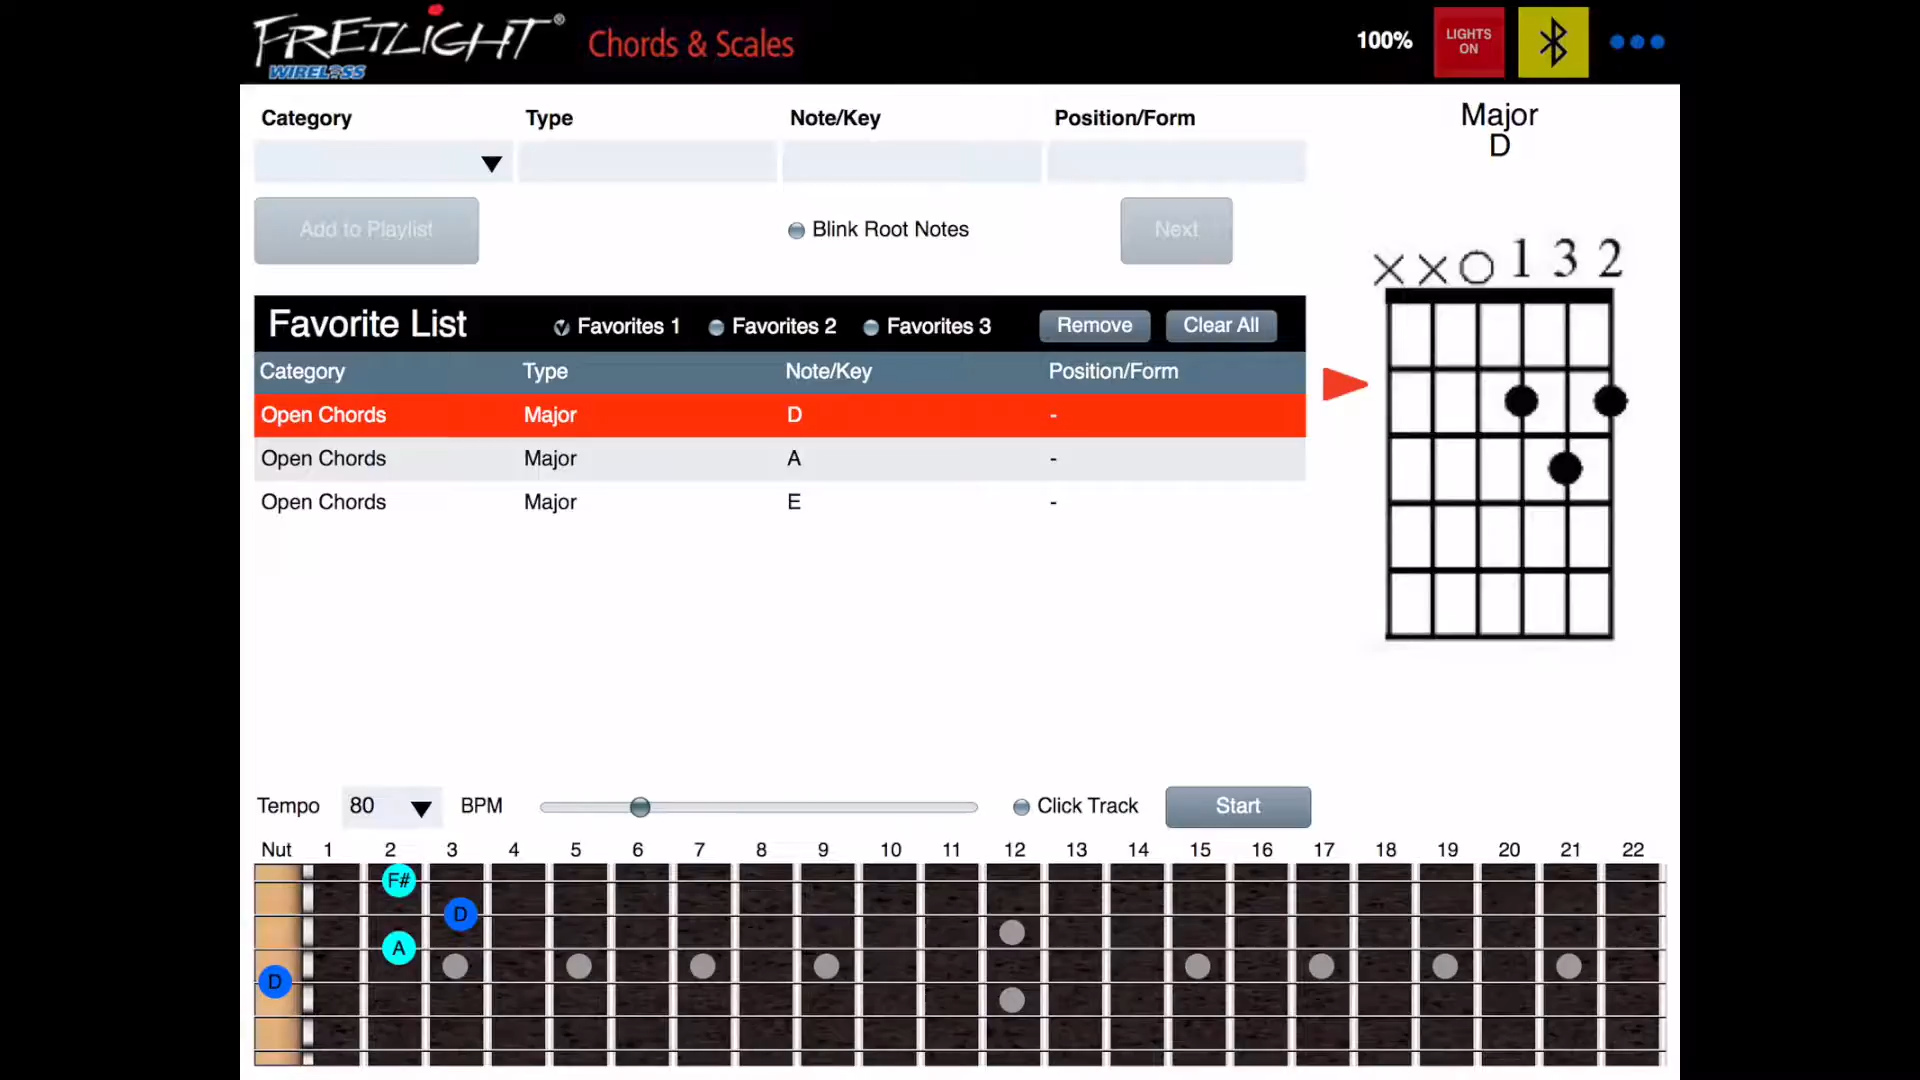 FRETLIGHT® Chords & Scales 100% LIGHTS ON
WIRELESS
Category Type Note/Key Position/Form
Major
D
Add to Playlist Blink Root Notes Next
X X O 1 3 2
Favorite List Favorites 1 Favorites 2 Favorites 3 Remove Clear All
Category Type Note/Key Position/Form
Open Chords Major D -
Open Chords Major A -
Open Chords Major E -
Tempo 80 BPM Click Track Start
Nut 1 2 3 4 5 6 7 8 9 10 11 12 13 14 15 16 17 18 19 20 21 22
F#
D
A
D